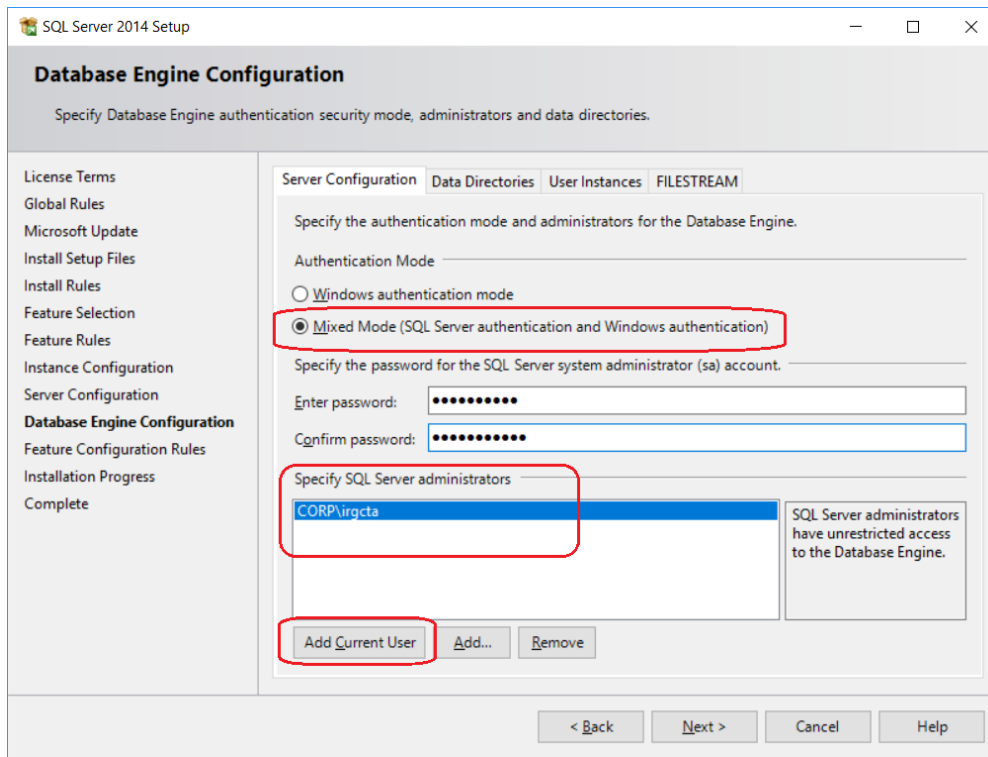 SQL Server 2014 Setup
Database Engine Configuration
Specify Database Engine authentication security mode, administrators and data directories.
License Terms
Global Rules
Microsoft Update
Install Setup Files
Install Rules
Feature Selection
Feature Rules
Instance Configuration
Server Configuration
Database Engine Configuration
Feature Configuration Rules
Installation Progress
Complete
Server Configuration Data Directories User Instances FILESTREAM
Specify the authentication mode and administrators for the Database Engine.
Authentication Mode
Windows authentication mode
Mixed Mode (SQL Server authentication and Windows authentication)
Specify the password for the SQL Server system administrator (sa) account.
Enter password: ●●●●●●●●●●
Confirm password: ●●●●●●●●●●●
Specify SQL Server administrators
CORP\irgcta
SQL Server administrators
have unrestricted access
to the Database Engine.
Add Current User Add... Remove
< Back Next > Cancel Help